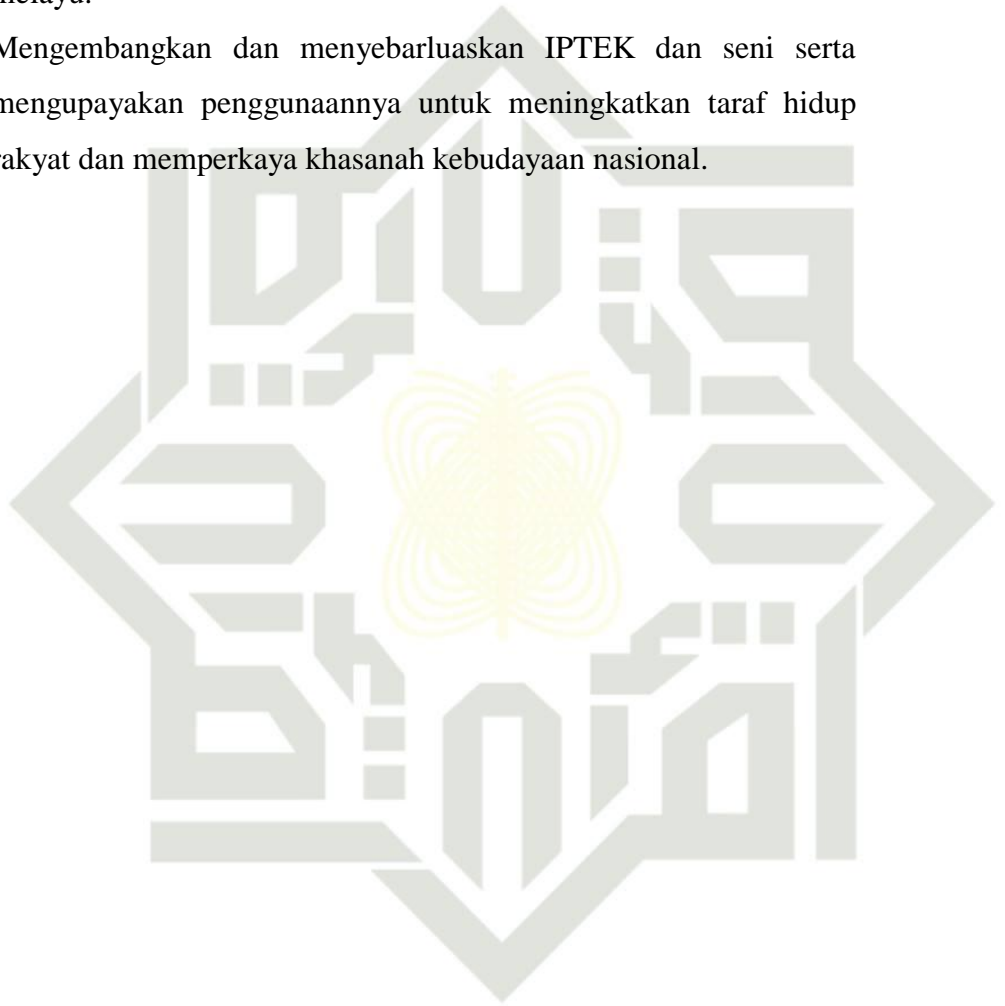 melayu.
Mengembangkan dan menyebarluaskan IPTEK dan seni serta
mengupayakan penggunaannya untuk meningkatkan taraf hidup
rakyat dan memperkaya khasanah kebudayaan nasional.